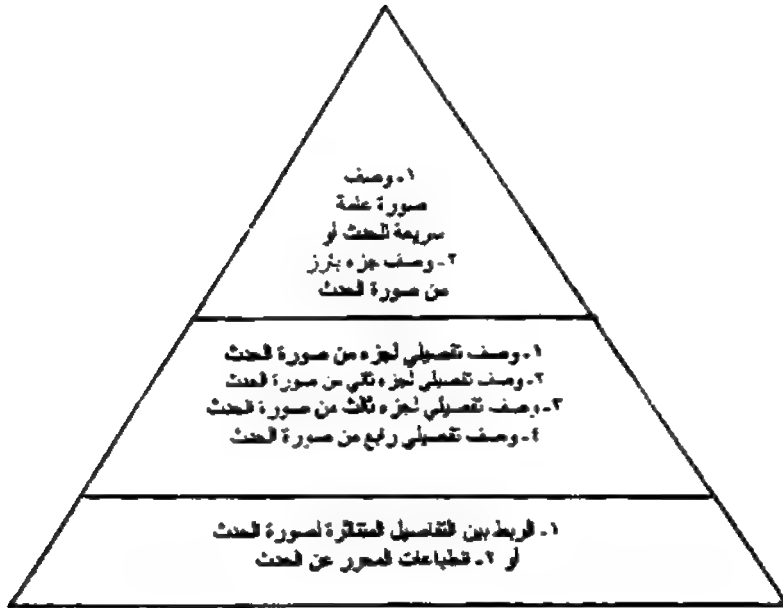 ١- وصف
صورة عامة
سريعة للحدث أو
٢- وصف جزء بارز
من صورة الحدث
١- وصف تفصيلي لجزء من صورة الحدث
٢- وصف تفصيلي لجزء ثاني من صورة الحدث
٣- وصف تفصيلي لجزء ثالث من صورة الحدث
٤- وصف تفصيلي رابع من صورة الحدث
١- الربط بين التفاصيل المتناثرة لصورة الحدث
أو ٢- انطباعات المحرر عن الحدث